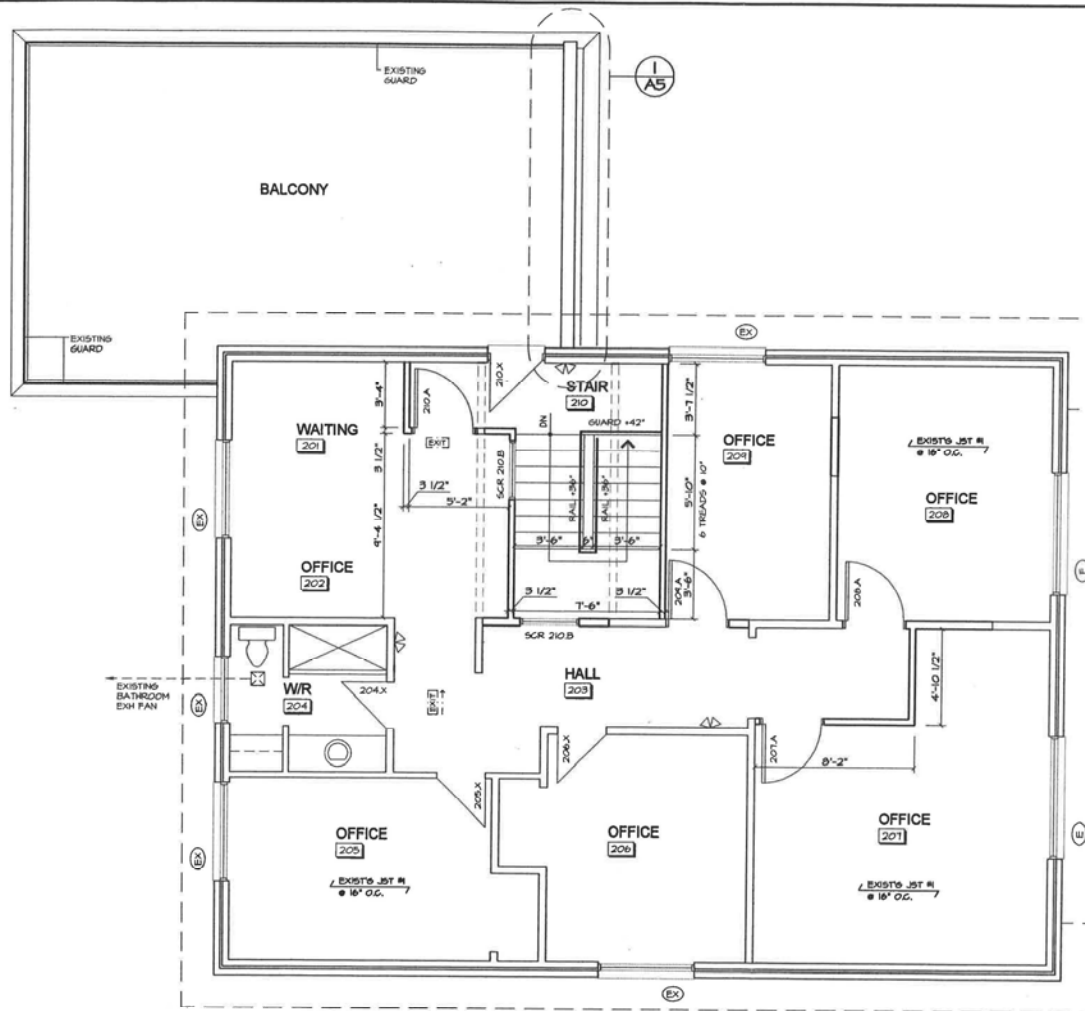 EXISTING
GUARD
1
A5
BALCONY
EXISTING
GUARD
EX
3'-4"
210.A
210.X
STAIR
210
DN
GUARD +42"
3'-7 1/2"
WAITING
201
EXIT
OFFICE
209
EXIST'G JST #1
@ 16" O.C.
OFFICE
208
3 1/2"
SCR 210.B
3 1/2"
5'-2"
RAIL +36"
RAIL +36"
5'-10"
6 TREADS @ 10"
EX
9'-4 1/2"
3'-6"
6"
3'-6"
OFFICE
202
3 1/2"
3 1/2"
7'-6"
209.A
3'-6"
208.A
SCR 210.B
W/R
204
204.X
EXIT
HALL
203
4'-10 1/2"
EXISTING
BATHROOM
EXH FAN
EX
206.X
207.A
8'-2"
205.X
OFFICE
205
OFFICE
206
OFFICE
207
EX
EXIST'G JST #1
@ 16" O.C.
EXIST'G JST #1
@ 16" O.C.
EX